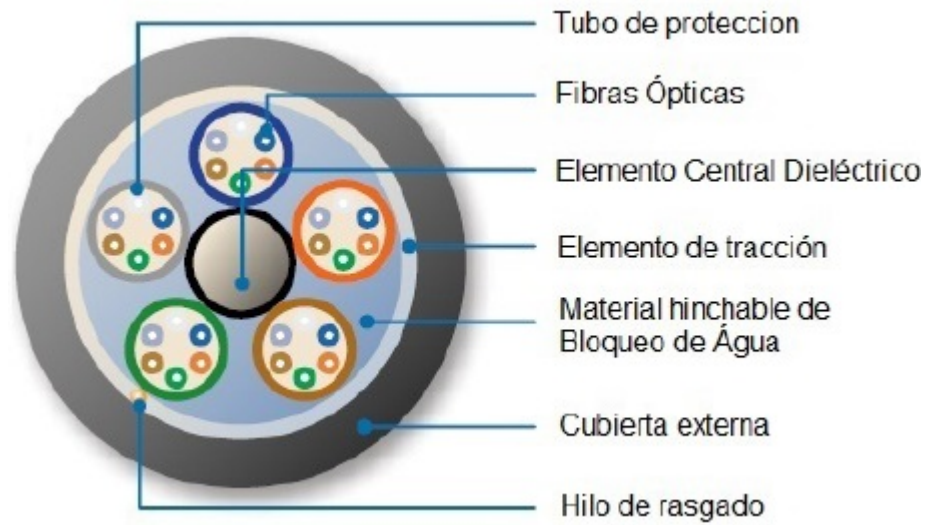 Tubo de proteccion
Fibras Ópticas
Elemento Central Dieléctrico
Elemento de tracción
Material hinchable de
Bloqueo de Água
Cubierta externa
Hilo de rasgado